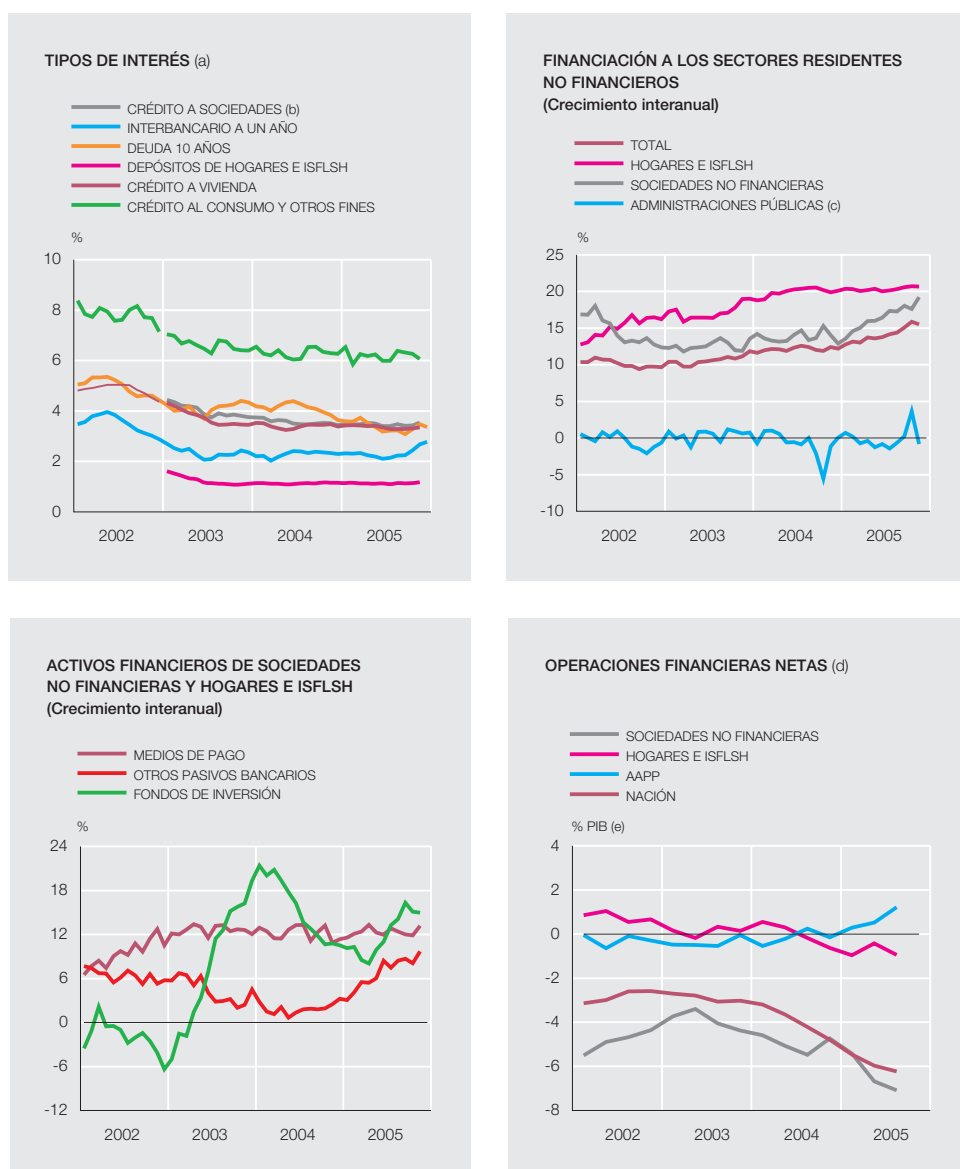 TIPOS DE INTERÉS (a)
CRÉDITO A SOCIEDADES (b)
INTERBANCARIO A UN AÑO
DEUDA 10 AÑOS
DEPÓSITOS DE HOGARES E ISFLSH
CRÉDITO A VIVIENDA
CRÉDITO AL CONSUMO Y OTROS FINES
%
10
8
6
4
2
0
2002 2003 2004 2005
FINANCIACIÓN A LOS SECTORES RESIDENTES
NO FINANCIEROS
(Crecimiento interanual)
TOTAL
HOGARES E ISFLSH
SOCIEDADES NO FINANCIERAS
ADMINISTRACIONES PÚBLICAS (c)
%
25
20
15
10
5
0
-5
-10
2002 2003 2004 2005
ACTIVOS FINANCIEROS DE SOCIEDADES
NO FINANCIERAS Y HOGARES E ISFLSH
(Crecimiento interanual)
MEDIOS DE PAGO
OTROS PASIVOS BANCARIOS
FONDOS DE INVERSIÓN
%
24
18
12
6
0
-6
-12
2002 2003 2004 2005
OPERACIONES FINANCIERAS NETAS (d)
SOCIEDADES NO FINANCIERAS
HOGARES E ISFLSH
AAPP
NACIÓN
% PIB (e)
4
2
0
-2
-4
-6
-8
2002 2003 2004 2005